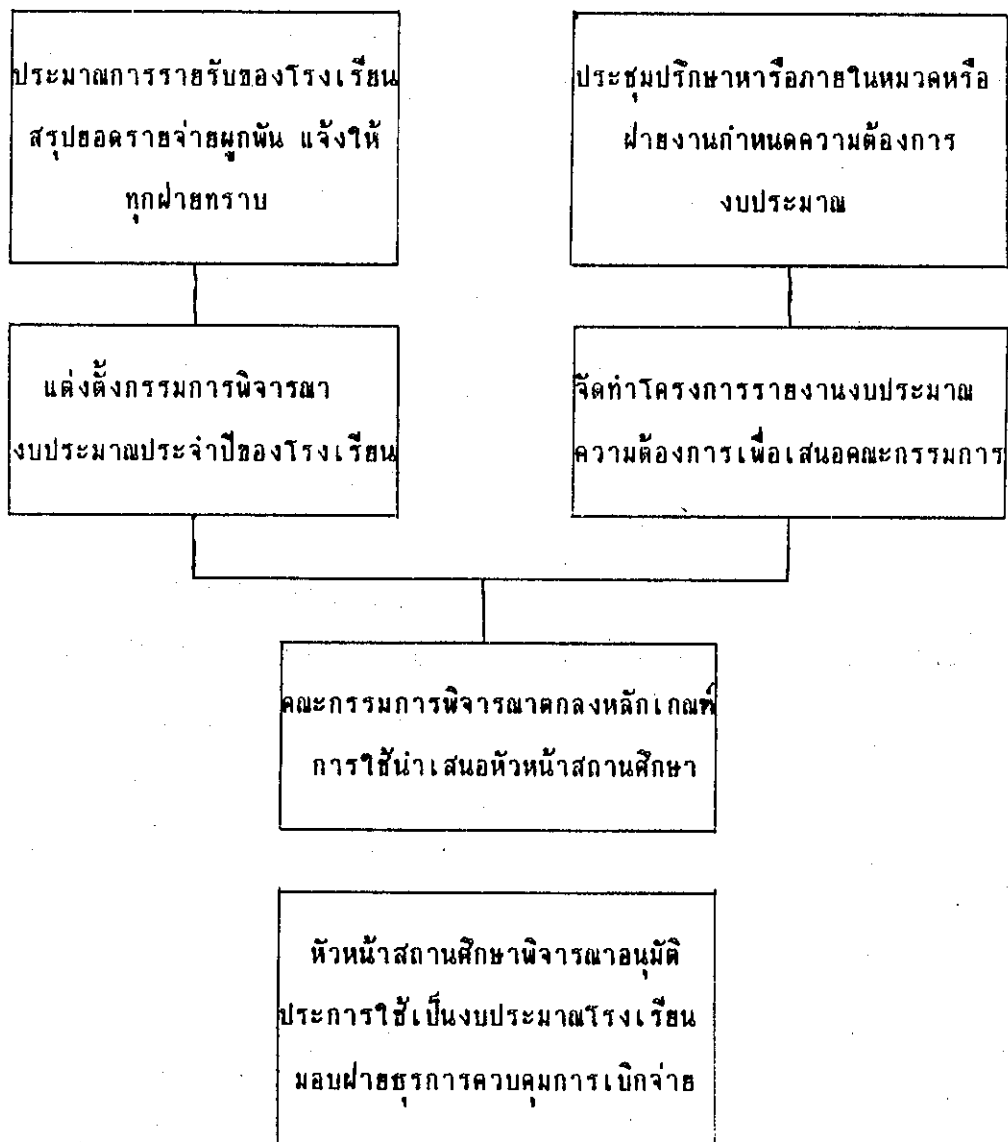 ประมาณการรายรับของโรงเรียน
สรุปยอดรายจ่ายผูกพัน แจ้งให้
ทุกฝ่ายทราบ
ประชุมปรึกษาหารือภายในหมวดหรือ
ฝ่ายงานกำหนดความต้องการ
งบประมาณ
แต่งตั้งกรรมการพิจารณา
งบประมาณประจำปีของโรงเรียน
จัดทำโครงการรายงานงบประมาณ
ความต้องการเพื่อเสนอคณะกรรมการ
คณะกรรมการพิจารณาตกลงหลักเกณฑ์
การใช้นำเสนอหัวหน้าสถานศึกษา
หัวหน้าสถานศึกษาพิจารณาอนุมัติ
ประการใช้เป็นงบประมาณโรงเรียน
มอบฝ่ายธุรการควบคุมการเบิกจ่าย